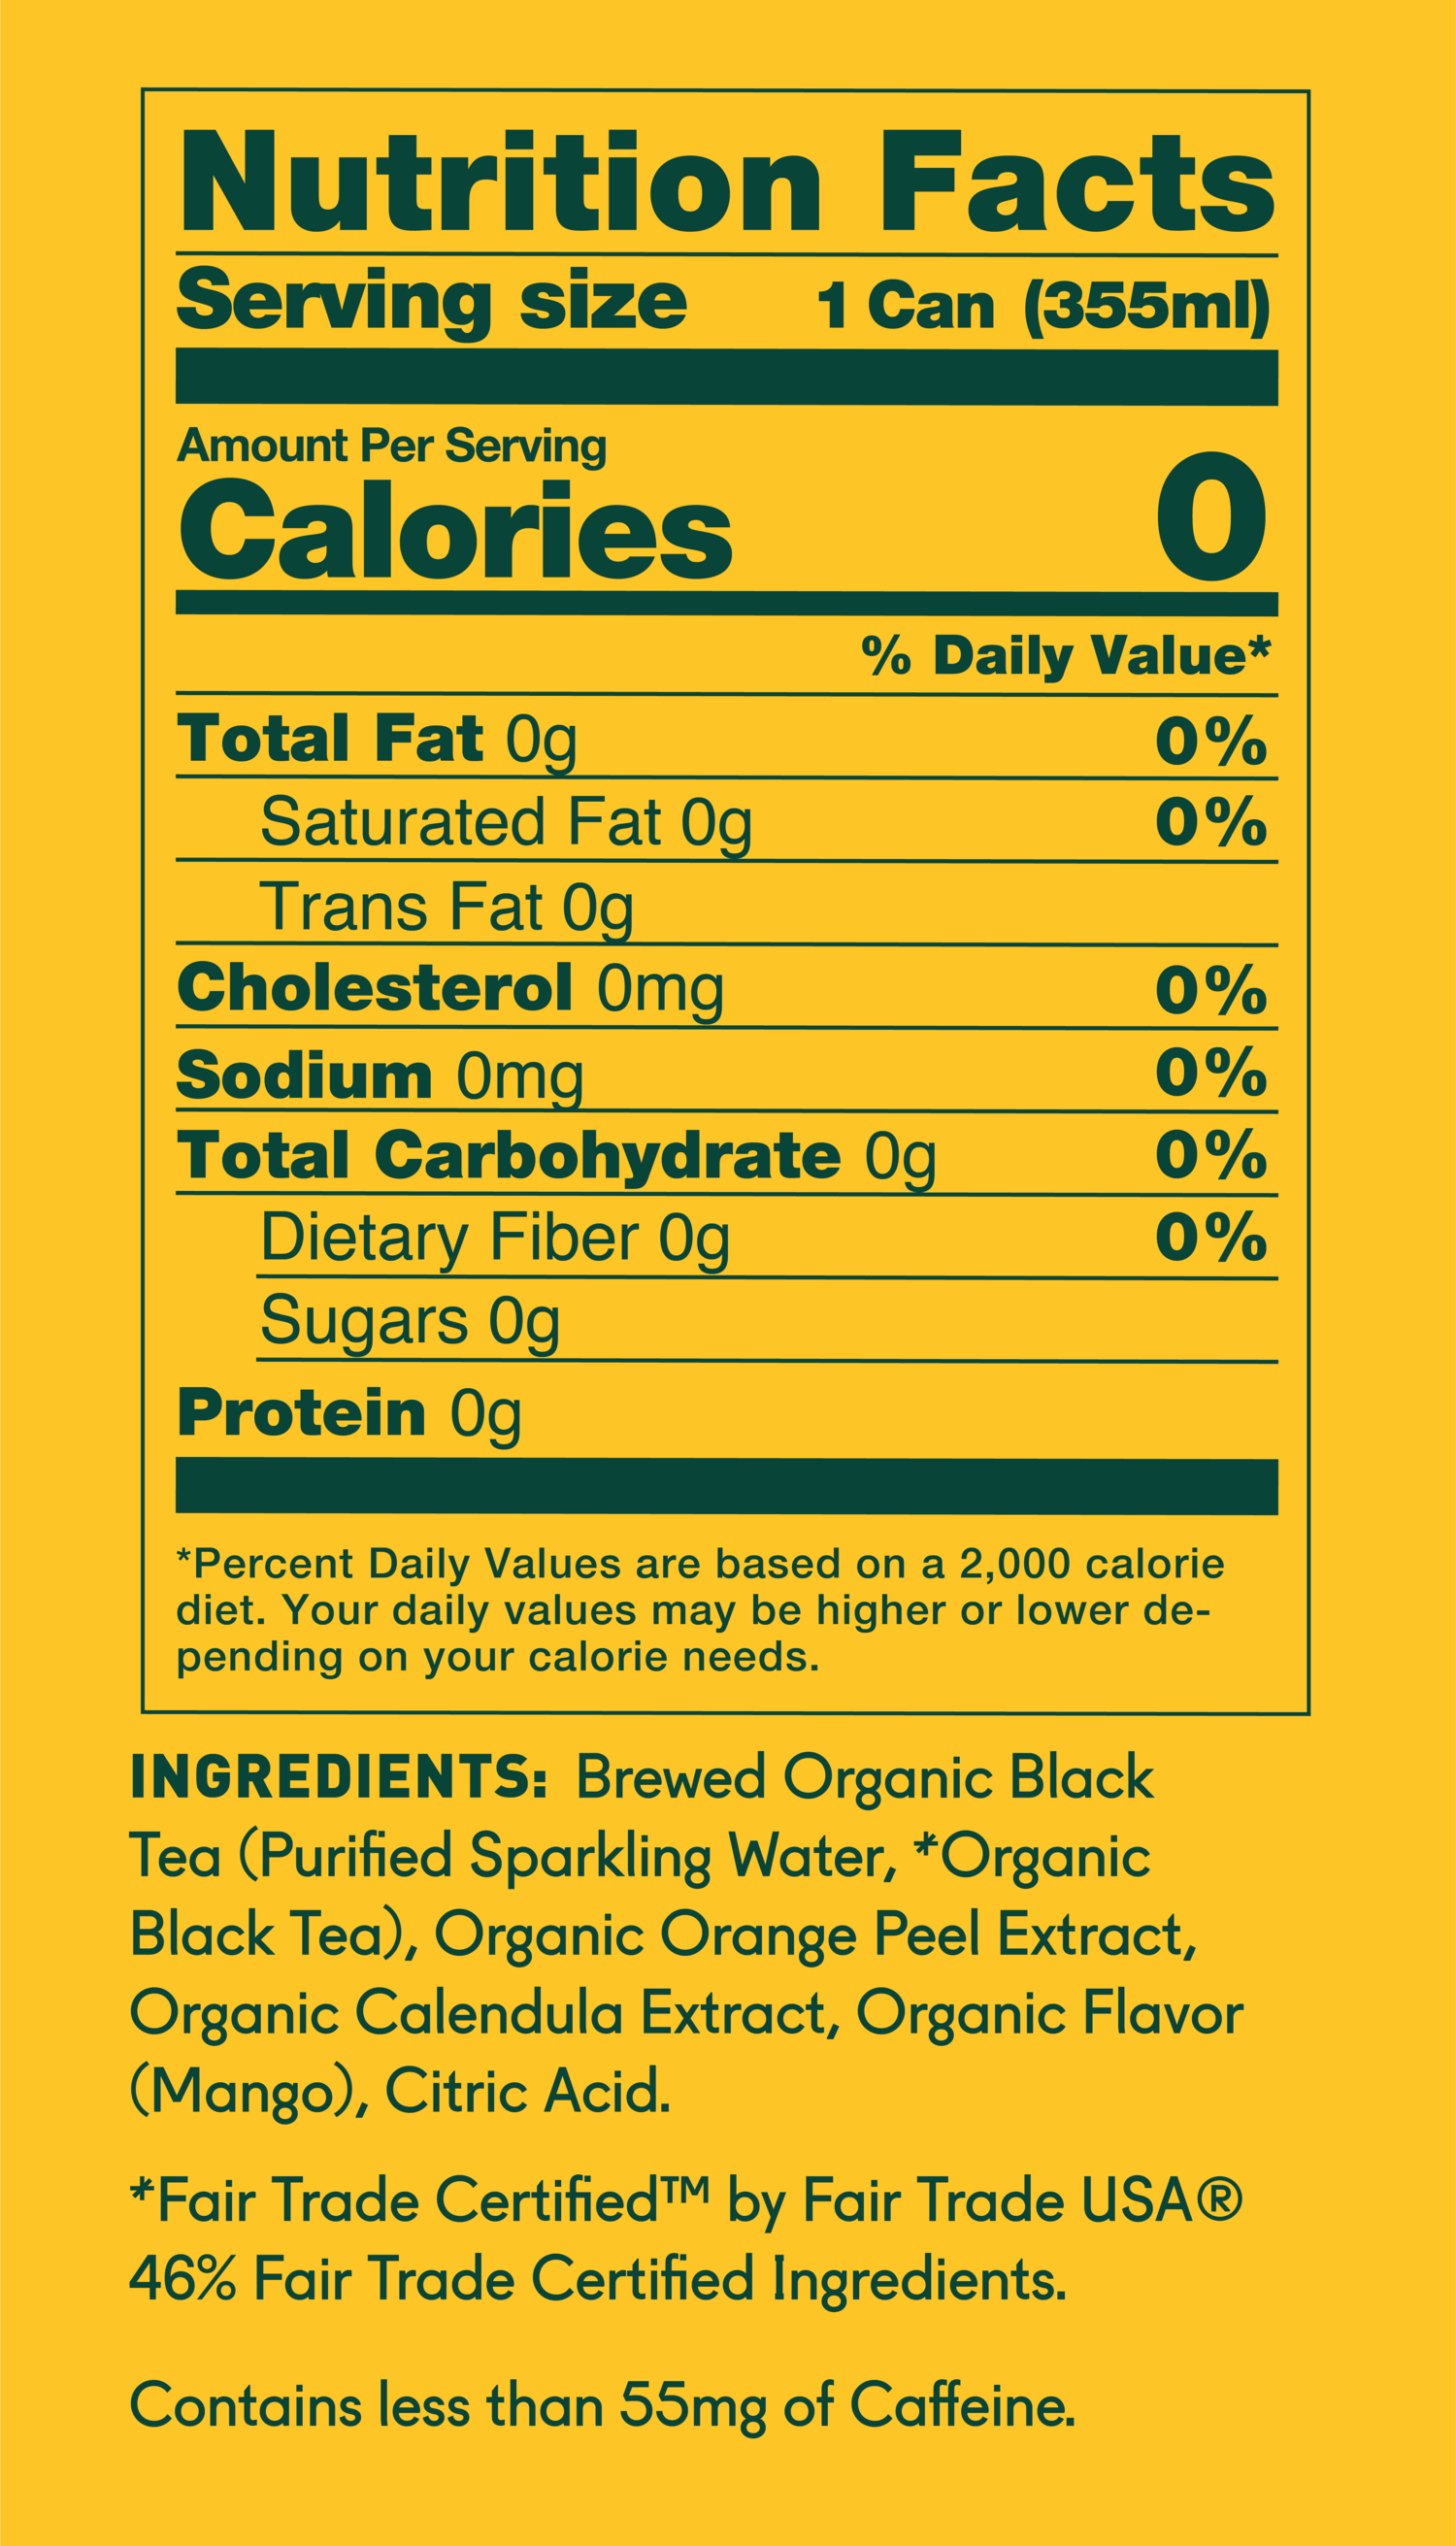 Nutrition Facts
Serving size 1 Can (355ml)
Amount Per Serving
Calories 0
% Daily Value*
Total Fat 0g 0%
Saturated Fat 0g 0%
Trans Fat 0g
Cholesterol 0mg 0%
Sodium 0mg 0%
Total Carbohydrate 0g 0%
Dietary Fiber 0g 0%
Sugars 0g
Protein 0g
*Percent Daily Values are based on a 2,000 calorie
diet. Your daily values may be higher or lower de-
pending on your calorie needs.
INGREDIENTS: Brewed Organic Black
Tea (Purified Sparkling Water, *Organic
Black Tea), Organic Orange Peel Extract,
Organic Calendula Extract, Organic Flavor
(Mango), Citric Acid.
*Fair Trade Certified™ by Fair Trade USA®
46% Fair Trade Certified Ingredients.
Contains less than 55mg of Caffeine.